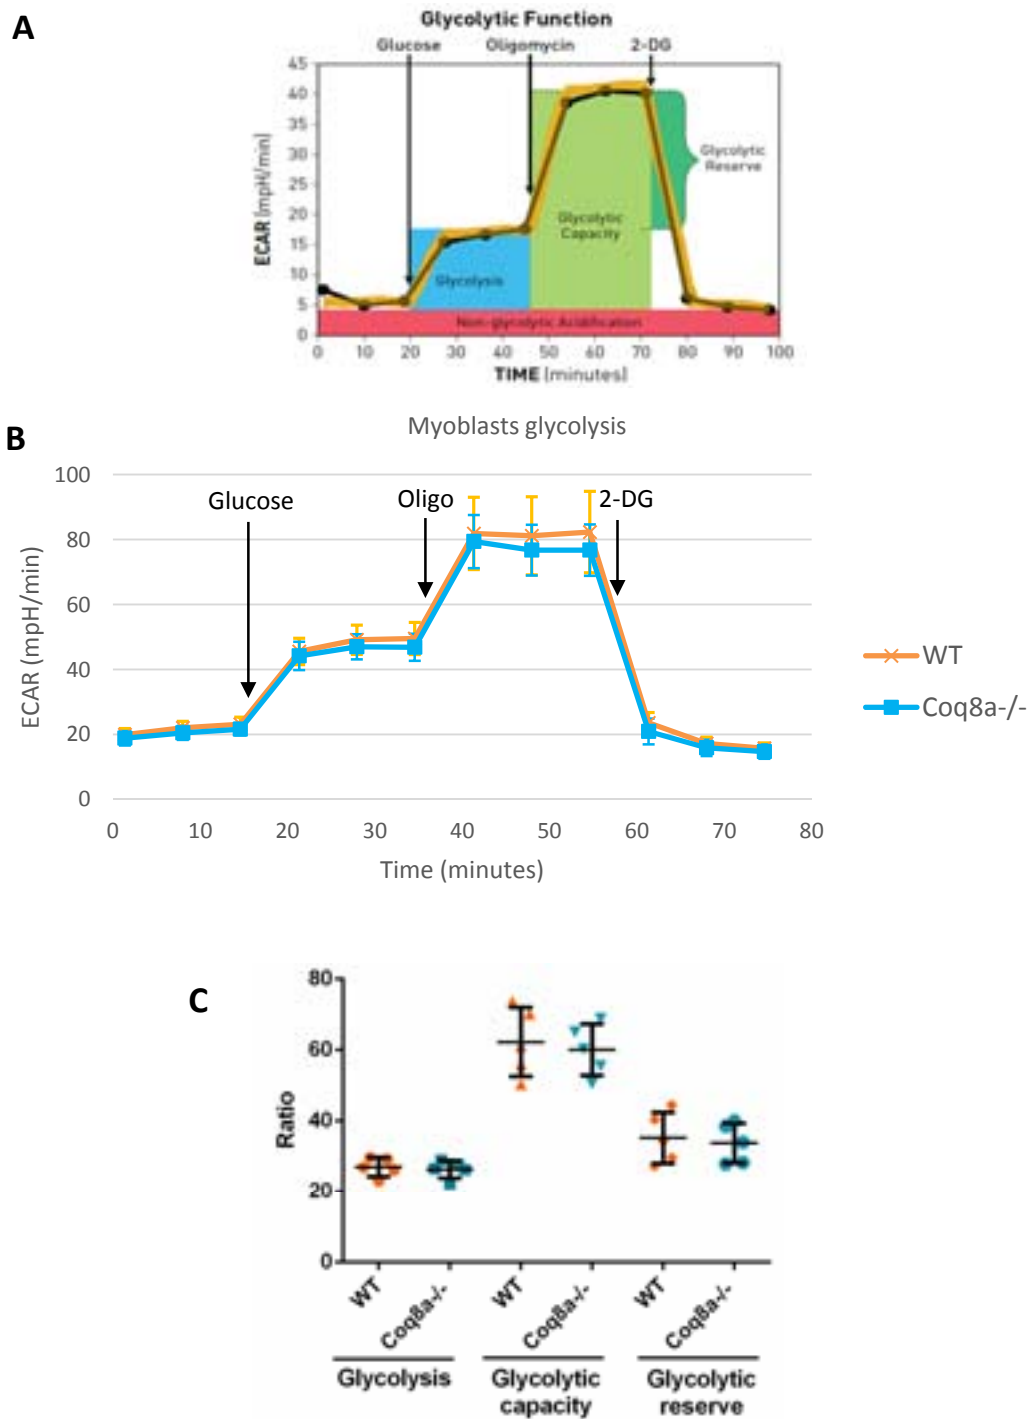 A
Glycolytic Function
Glucose Oligomycin 2-DG
45
40
35
30
25
20
15
10
5
0
ECAR (mpH/min)
Glycolytic
Reserve
Glycolytic
Capacity
Glycolysis
Non-glycolytic Acidification
0 10 20 30 40 50 60 70 80 90 100
TIME (minutes)
B
Myoblasts glycolysis
100
80
60
40
20
0
ECAR (mpH/min)
Glucose Oligo 2-DG
WT
Coq8a-/-
0 10 20 30 40 50 60 70 80
Time (minutes)
C
80
60
40
20
0
Ratio
WT Coq8a-/- WT Coq8a-/- WT Coq8a-/-
Glycolysis Glycolytic Glycolytic
capacity reserve